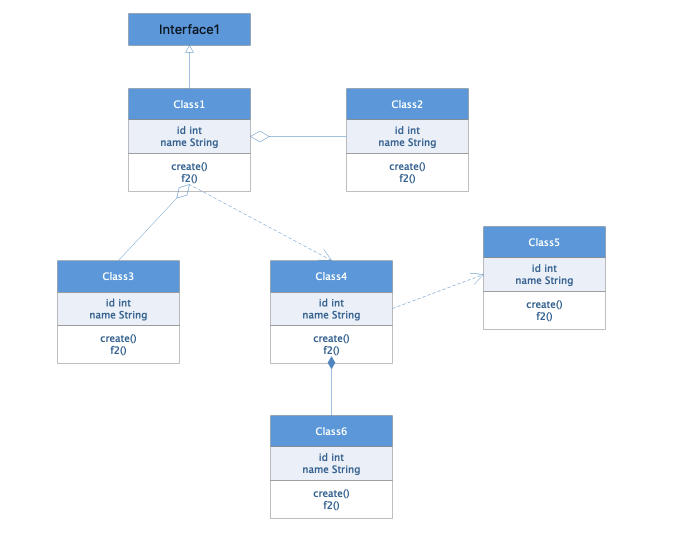 Interface1
Class1
id int
name String
create()
f2()
Class2
id int
name String
create()
f2()
Class3
id int
name String
create()
f2()
Class4
id int
name String
create()
f2()
Class5
id int
name String
create()
f2()
Class6
id int
name String
create()
f2()